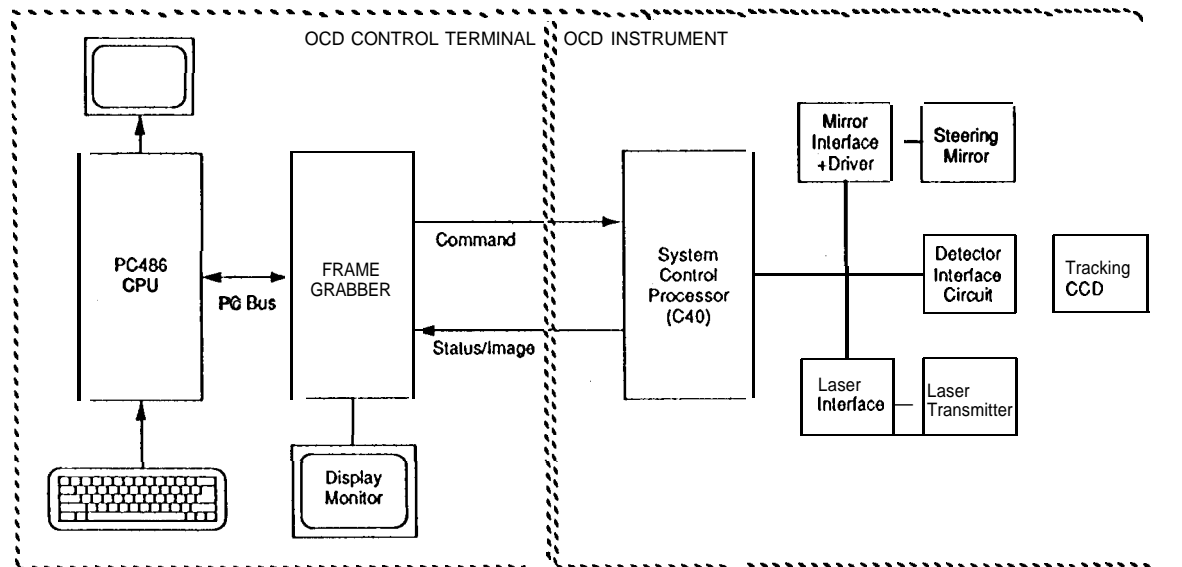 OCD CONTROL TERMINAL
OCD INSTRUMENT
PC486
CPU
PC Bus
FRAME
GRABBER
Display
Monitor
Command
Status/Image
System
Control
Processor
(C40)
Mirror
Interface
+Driver
Steering
Mirror
Detector
Interface
Circuit
Tracking
CCD
Laser
Interface
Laser
Transmitter